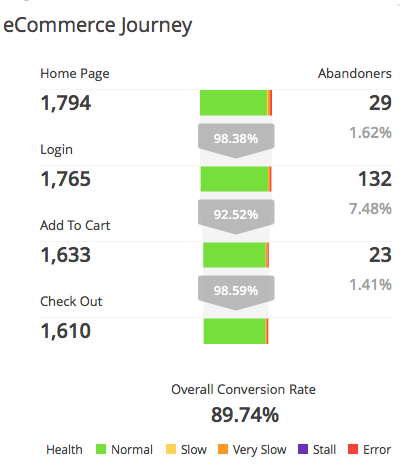 eCommerce Journey
Home Page Abandoners
1,794 29
98.38% 1.62%
Login
1,765 132
92.52% 7.48%
Add To Cart
1,633 23
98.59% 1.41%
Check Out
1,610
Overall Conversion Rate
89.74%
Health Normal Slow Very Slow Stall Error